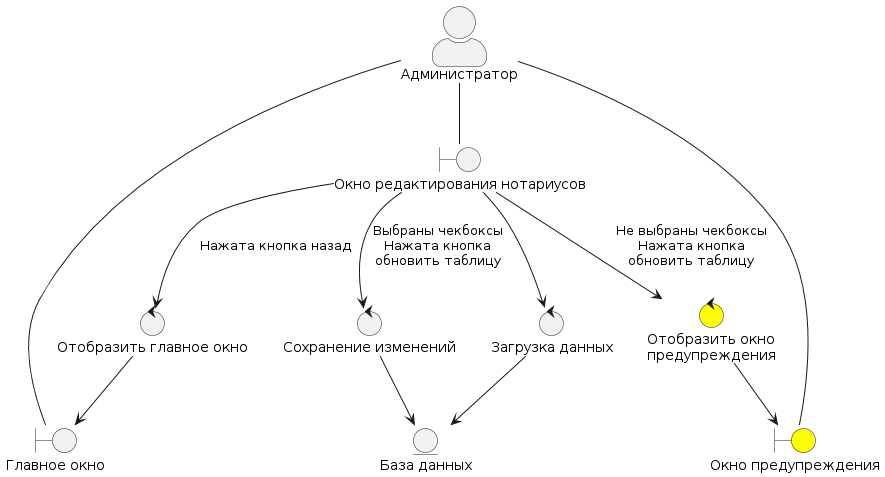 Администратор
Окно редактирования нотариусов
Нажата кнопка назад
Выбраны чекбоксы
Нажата кнопка
обновить таблицу
Не выбраны чекбоксы
Нажата кнопка
обновить таблицу
Отобразить главное окно
Сохранение изменений
Загрузка данных
Отобразить окно
предупреждения
Главное окно
База данных
Окно предупреждения